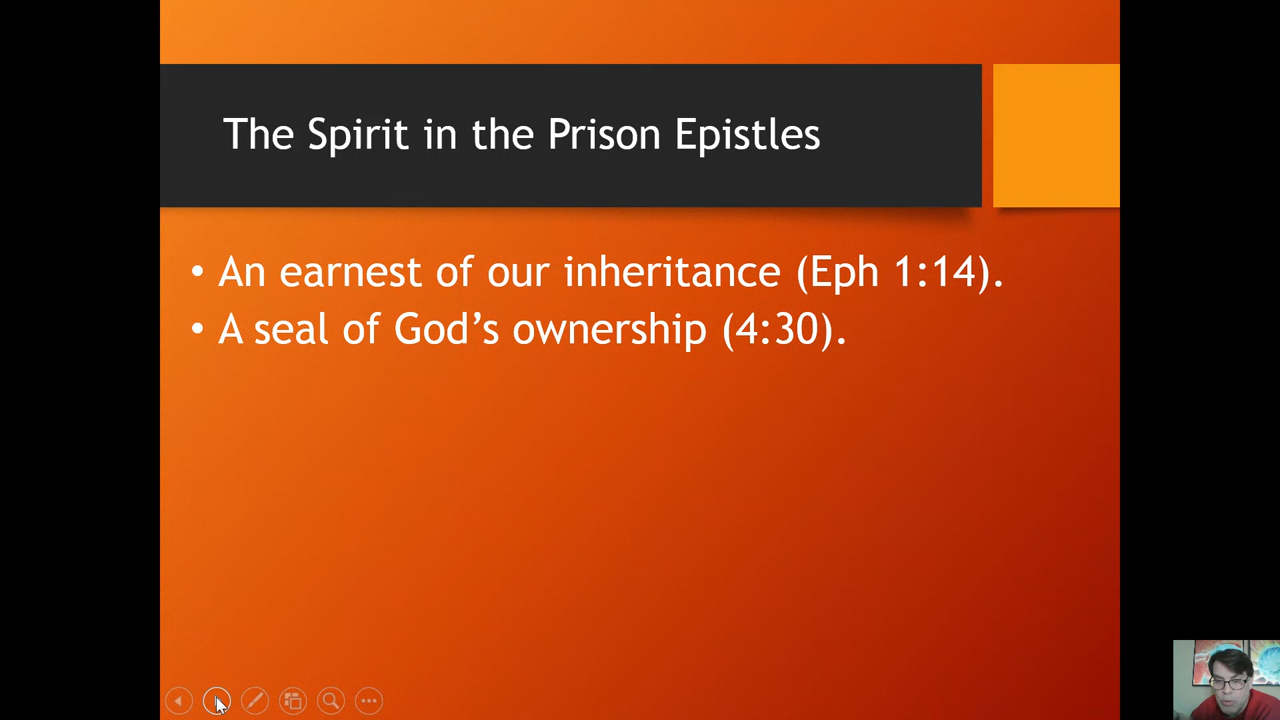 The Spirit in the Prison Epistles
• An earnest of our inheritance (Eph 1:14).
• A seal of God’s ownership (4:30).